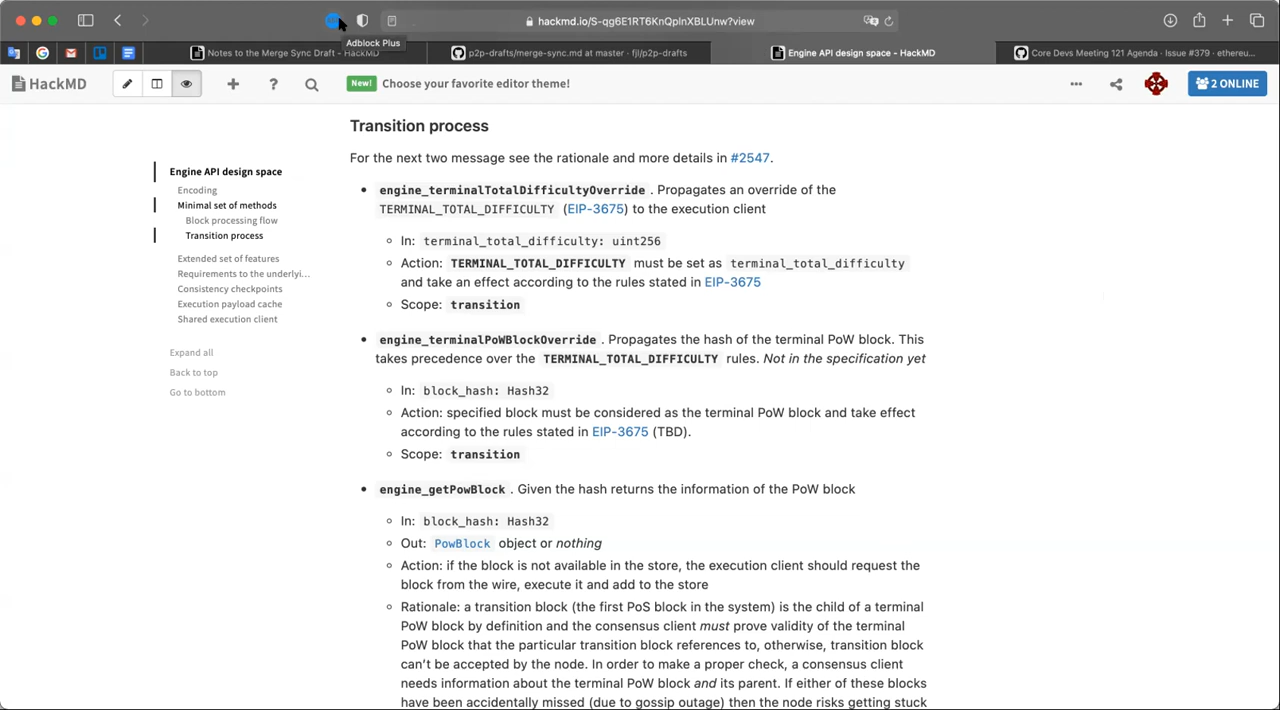 hackmd.io/S-qg6E1RT6KnQpInXBLUnw?view
Adblock Plus
Notes to the Merge Sync Draft - HackMD
p2p-drafts/merge-sync.md at master · fjl/p2p-drafts
Engine API design space - HackMD
Core Devs Meeting 121 Agenda · Issue #379 · ethereu...
HackMD
New! Choose your favorite editor theme!
2 ONLINE
Engine API design space
Encoding
Minimal set of methods
Block processing flow
Transition process
Extended set of features
Requirements to the underlyi...
Consistency checkpoints
Execution payload cache
Shared execution client
Expand all
Back to top
Go to bottom
Transition process
For the next two message see the rationale and more details in #2547.
• engine_terminalTotalDifficultyOverride . Propagates an override of the
TERMINAL_TOTAL_DIFFICULTY (EIP-3675) to the execution client
◦ In: terminal_total_difficulty: uint256
◦ Action: TERMINAL_TOTAL_DIFFICULTY must be set as terminal_total_difficulty
and take an effect according to the rules stated in EIP-3675
◦ Scope: transition
• engine_terminalPoWBlockOverride . Propagates the hash of the terminal PoW block. This
takes precedence over the TERMINAL_TOTAL_DIFFICULTY rules. Not in the specification yet
◦ In: block_hash: Hash32
◦ Action: specified block must be considered as the terminal PoW block and take effect
according to the rules stated in EIP-3675 (TBD).
◦ Scope: transition
• engine_getPowBlock . Given the hash returns the information of the PoW block
◦ In: block_hash: Hash32
◦ Out: PowBlock object or nothing
◦ Action: if the block is not available in the store, the execution client should request the
block from the wire, execute it and add to the store
◦ Rationale: a transition block (the first PoS block in the system) is the child of a terminal
PoW block by definition and the consensus client must prove validity of the terminal
PoW block that the particular transition block references to, otherwise, transition block
can't be accepted by the node. In order to make a proper check, a consensus client
needs information about the terminal PoW block and its parent. If either of these blocks
have been accidentally missed (due to gossip outage) then the node risks getting stuck